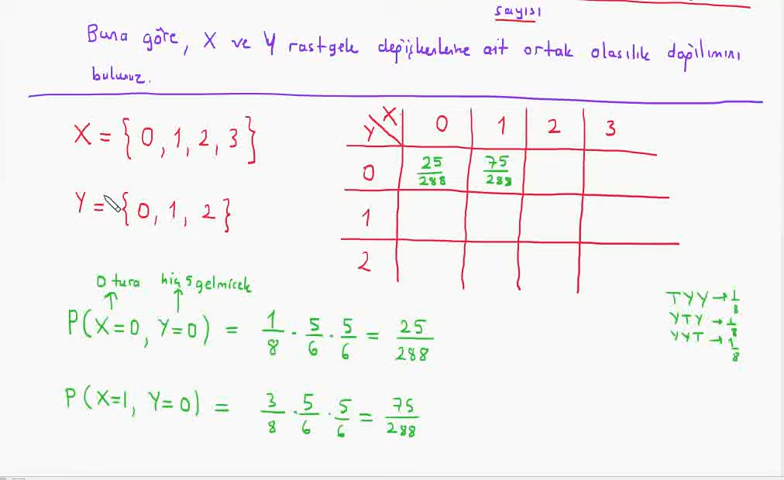 sayısı
Buna göre, X ve Y rastgele değişkenlerine ait ortak olasılık dağılımını
bulunuz.
X = {0, 1, 2, 3}
Y = {0, 1, 2}
Y X 0 1 2 3
0 25/288 75/288
1
2
0 tura hiç 5 gelmicek
P(X=0, Y=0) = 1/8 · 5/6 · 5/6 = 25/288
P(X=1, Y=0) = 3/8 · 5/6 · 5/6 = 75/288
TYY → 1/8
YTY → 1/8
YYT → 1/8